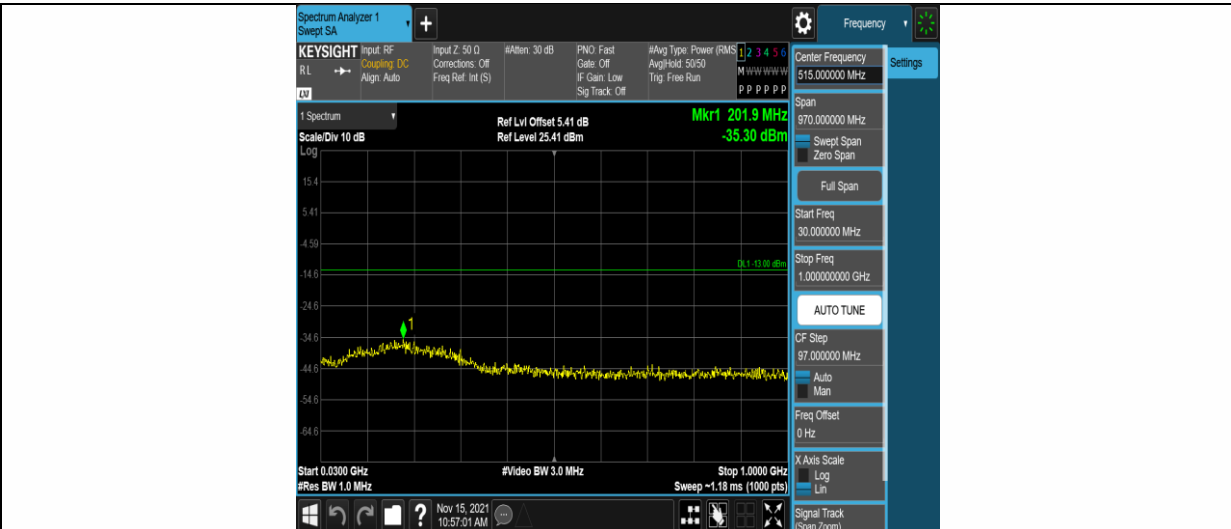 Spectrum Analyzer 1
Swept SA
+
Frequency
KEYSIGHT
RL
LXI
Input: RF
Coupling: DC
Align: Auto
Input Z: 50 Ω
Corrections: Off
Freq Ref: Int (S)
#Atten: 30 dB
PNO: Fast
Gate: Off
IF Gain: Low
Sig Track: Off
#Avg Type: Power (RMS
Avg|Hold: 50/50
Trig: Free Run
1 2 3 4 5 6
M W W W W W
P P P P P P
1 Spectrum
Scale/Div 10 dB
Ref Lvl Offset 5.41 dB
Ref Level 25.41 dBm
Mkr1 201.9 MHz
-35.30 dBm
Log
15.4
5.41
-4.59
DL1 -13.00 dBm
-14.6
-24.6
1
-34.6
-44.6
-54.6
-64.6
Start 0.0300 GHz
#Res BW 1.0 MHz
#Video BW 3.0 MHz
Stop 1.0000 GHz
Sweep ~1.18 ms (1000 pts)
?
Nov 15, 2021
10:57:01 AM
Center Frequency
515.000000 MHz
Settings
Span
970.000000 MHz
Swept Span
Zero Span
Full Span
Start Freq
30.000000 MHz
Stop Freq
1.000000000 GHz
AUTO TUNE
CF Step
97.000000 MHz
Auto
Man
Freq Offset
0 Hz
X Axis Scale
Log
Lin
Signal Track
(Span Zoom)